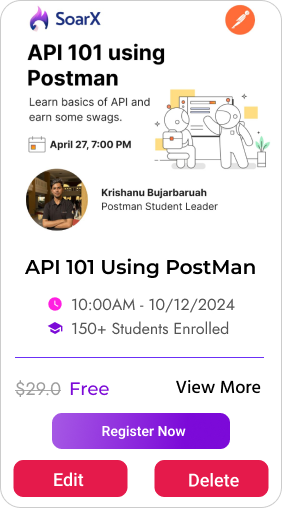 SoarX
API 101 using
Postman
Learn basics of API and
earn some swags.
April 27, 7:00 PM
Krishanu Bujarbaruah
Postman Student Leader
API 101 Using PostMan
10:00AM - 10/12/2024
150+ Students Enrolled
$29.0 Free
View More
Register Now
Edit
Delete